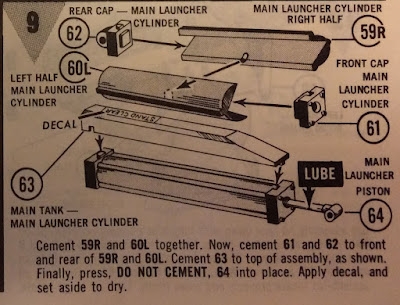 9
REAR CAP — MAIN LAUNCHER
CYLINDER
62
MAIN LAUNCHER CYLINDER
RIGHT HALF
59R
60L
LEFT HALF
MAIN LAUNCHER
CYLINDER
FRONT CAP
MAIN
LAUNCHER
CYLINDER
61
DECAL
STAND CLEAR
63
MAIN TANK —
MAIN LAUNCHER CYLINDER
LUBE
MAIN
LAUNCHER
PISTON
64
Cement 59R and 60L together. Now, cement 61 and 62 to front
and rear of 59R and 60L. Cement 63 to top of assembly, as shown.
Finally, press, DO NOT CEMENT, 64 into place. Apply decal, and
set aside to dry.